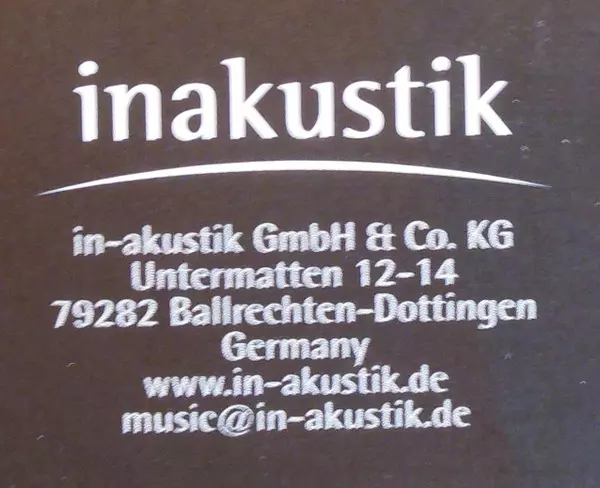 inakustik
in-akustik GmbH & Co. KG
Untermatten 12-14
79282 Ballrechten-Dottingen
Germany
www.in-akustik.de
music@in-akustik.de